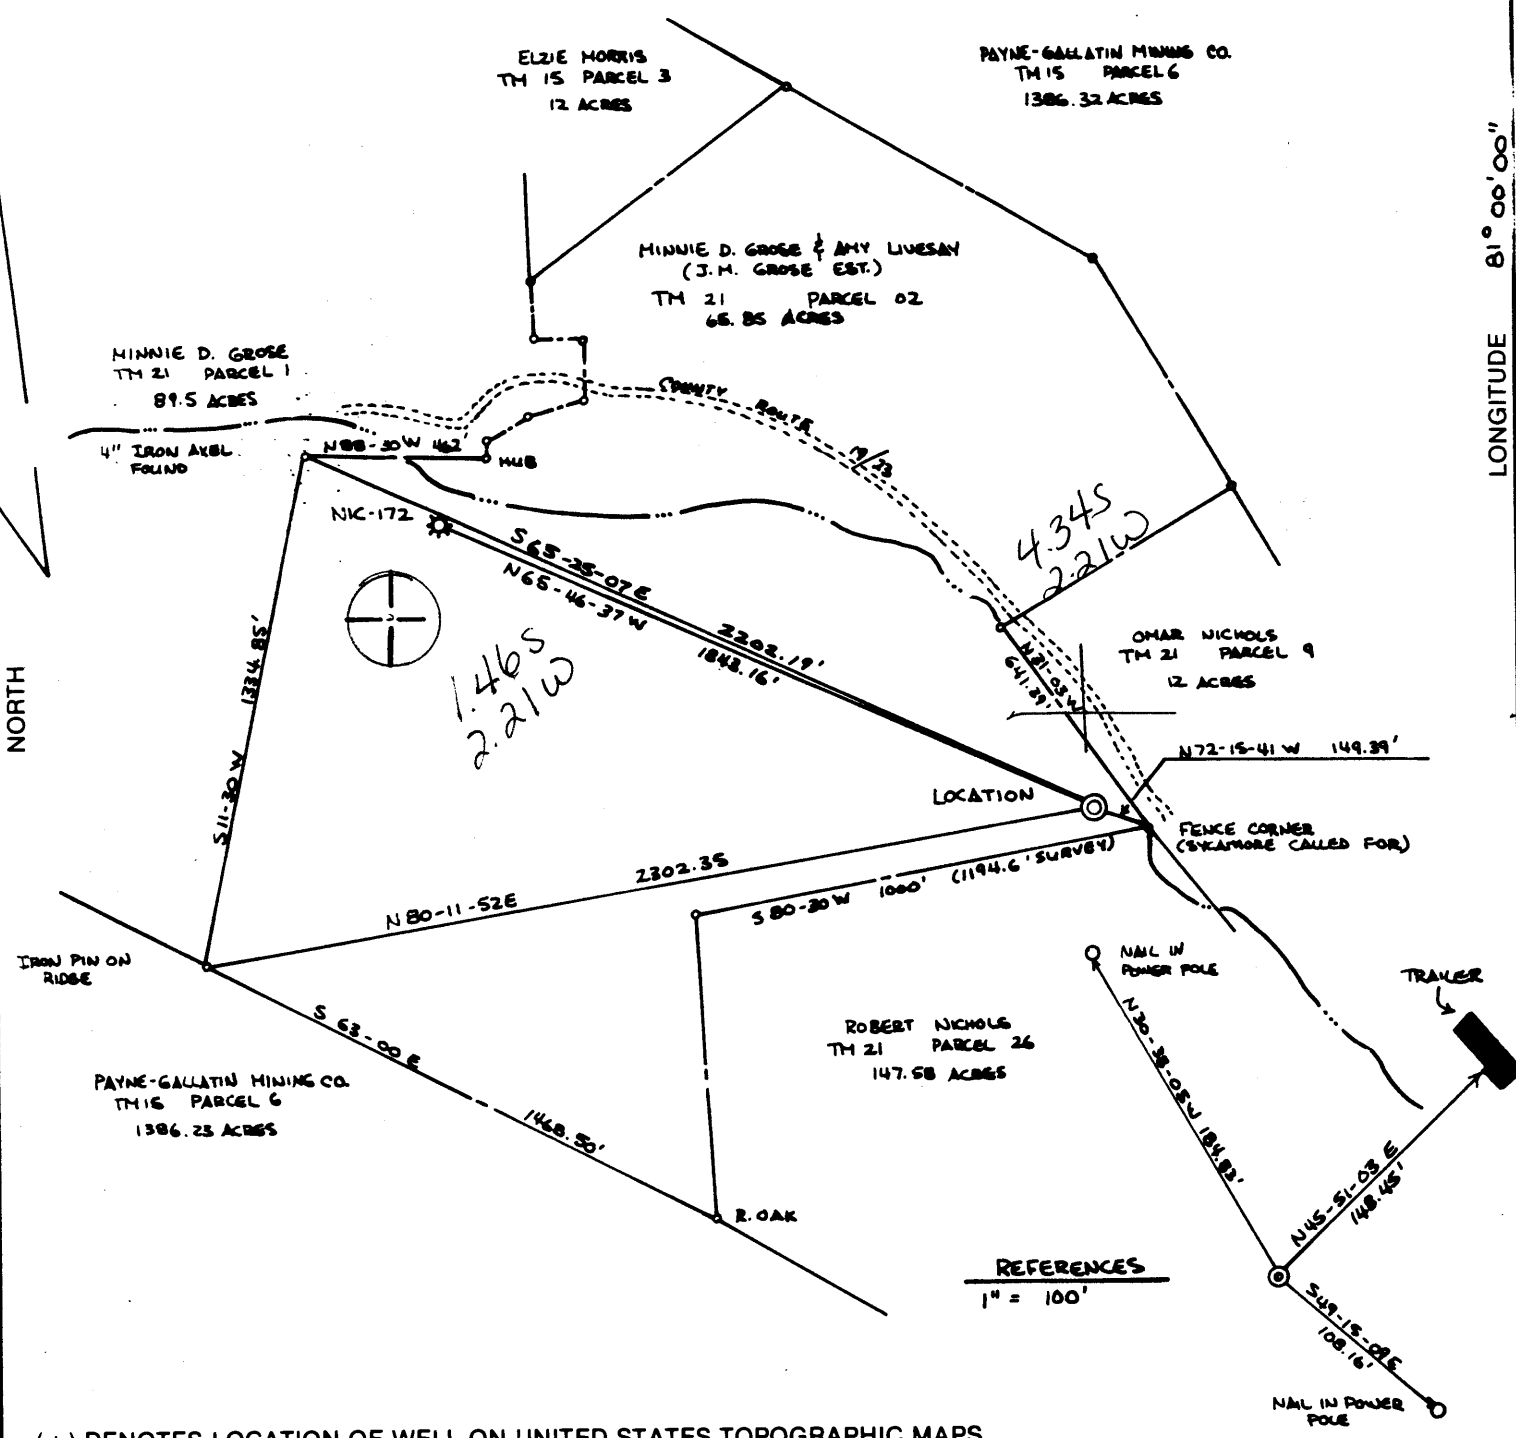 ELZIE MORRIS
TM 15 PARCEL 3
12 ACRES
PAYNE-GALLATIN MINING CO.
TM 15 PARCEL 6
1386.32 ACRES
LONGITUDE 81° 00' 00"
MINNIE D. GROSE & AMY LIVESAY
(J.M. GROSE EST.)
TM 21 PARCEL 02
65.85 ACRES
MINNIE D. GROSE
TM 21 PARCEL 1
89.5 ACRES
COUNTY ROUTE 19/23
4" IRON AXEL
FOUND
N88-30W 462
HUB
NIC-172
S65-25-07E 2202.19'
N65-46-37W 1843.16'
4.34S
2.21W
1.46S
2.21W
OMAR NICHOLS
TM 21 PARCEL 9
12 ACRES
N31-03W
641.29'
NORTH
S11-30W 1334.85'
N72-15-41W 149.39'
LOCATION
FENCE CORNER
(SYCAMORE CALLED FOR)
N80-11-52E 2302.35
S80-30W 1000' (1194.6' SURVEY)
IRON PIN ON
RIDGE
NAIL IN
POWER POLE
TRAILER
S 63-00 E 1468.50'
ROBERT NICHOLS
TM 21 PARCEL 26
147.58 ACRES
PAYNE-GALLATIN MINING CO.
TM 15 PARCEL 6
1386.23 ACRES
N30-38-05W 184.83'
N45-51-03E
148.45'
R. OAK
REFERENCES
1" = 100'
S49-15-09E
108.16'
NAIL IN POWER
POLE
(+) DENOTES LOCATION OF WELL ON UNITED STATES TOPOGRAPHIC MAPS